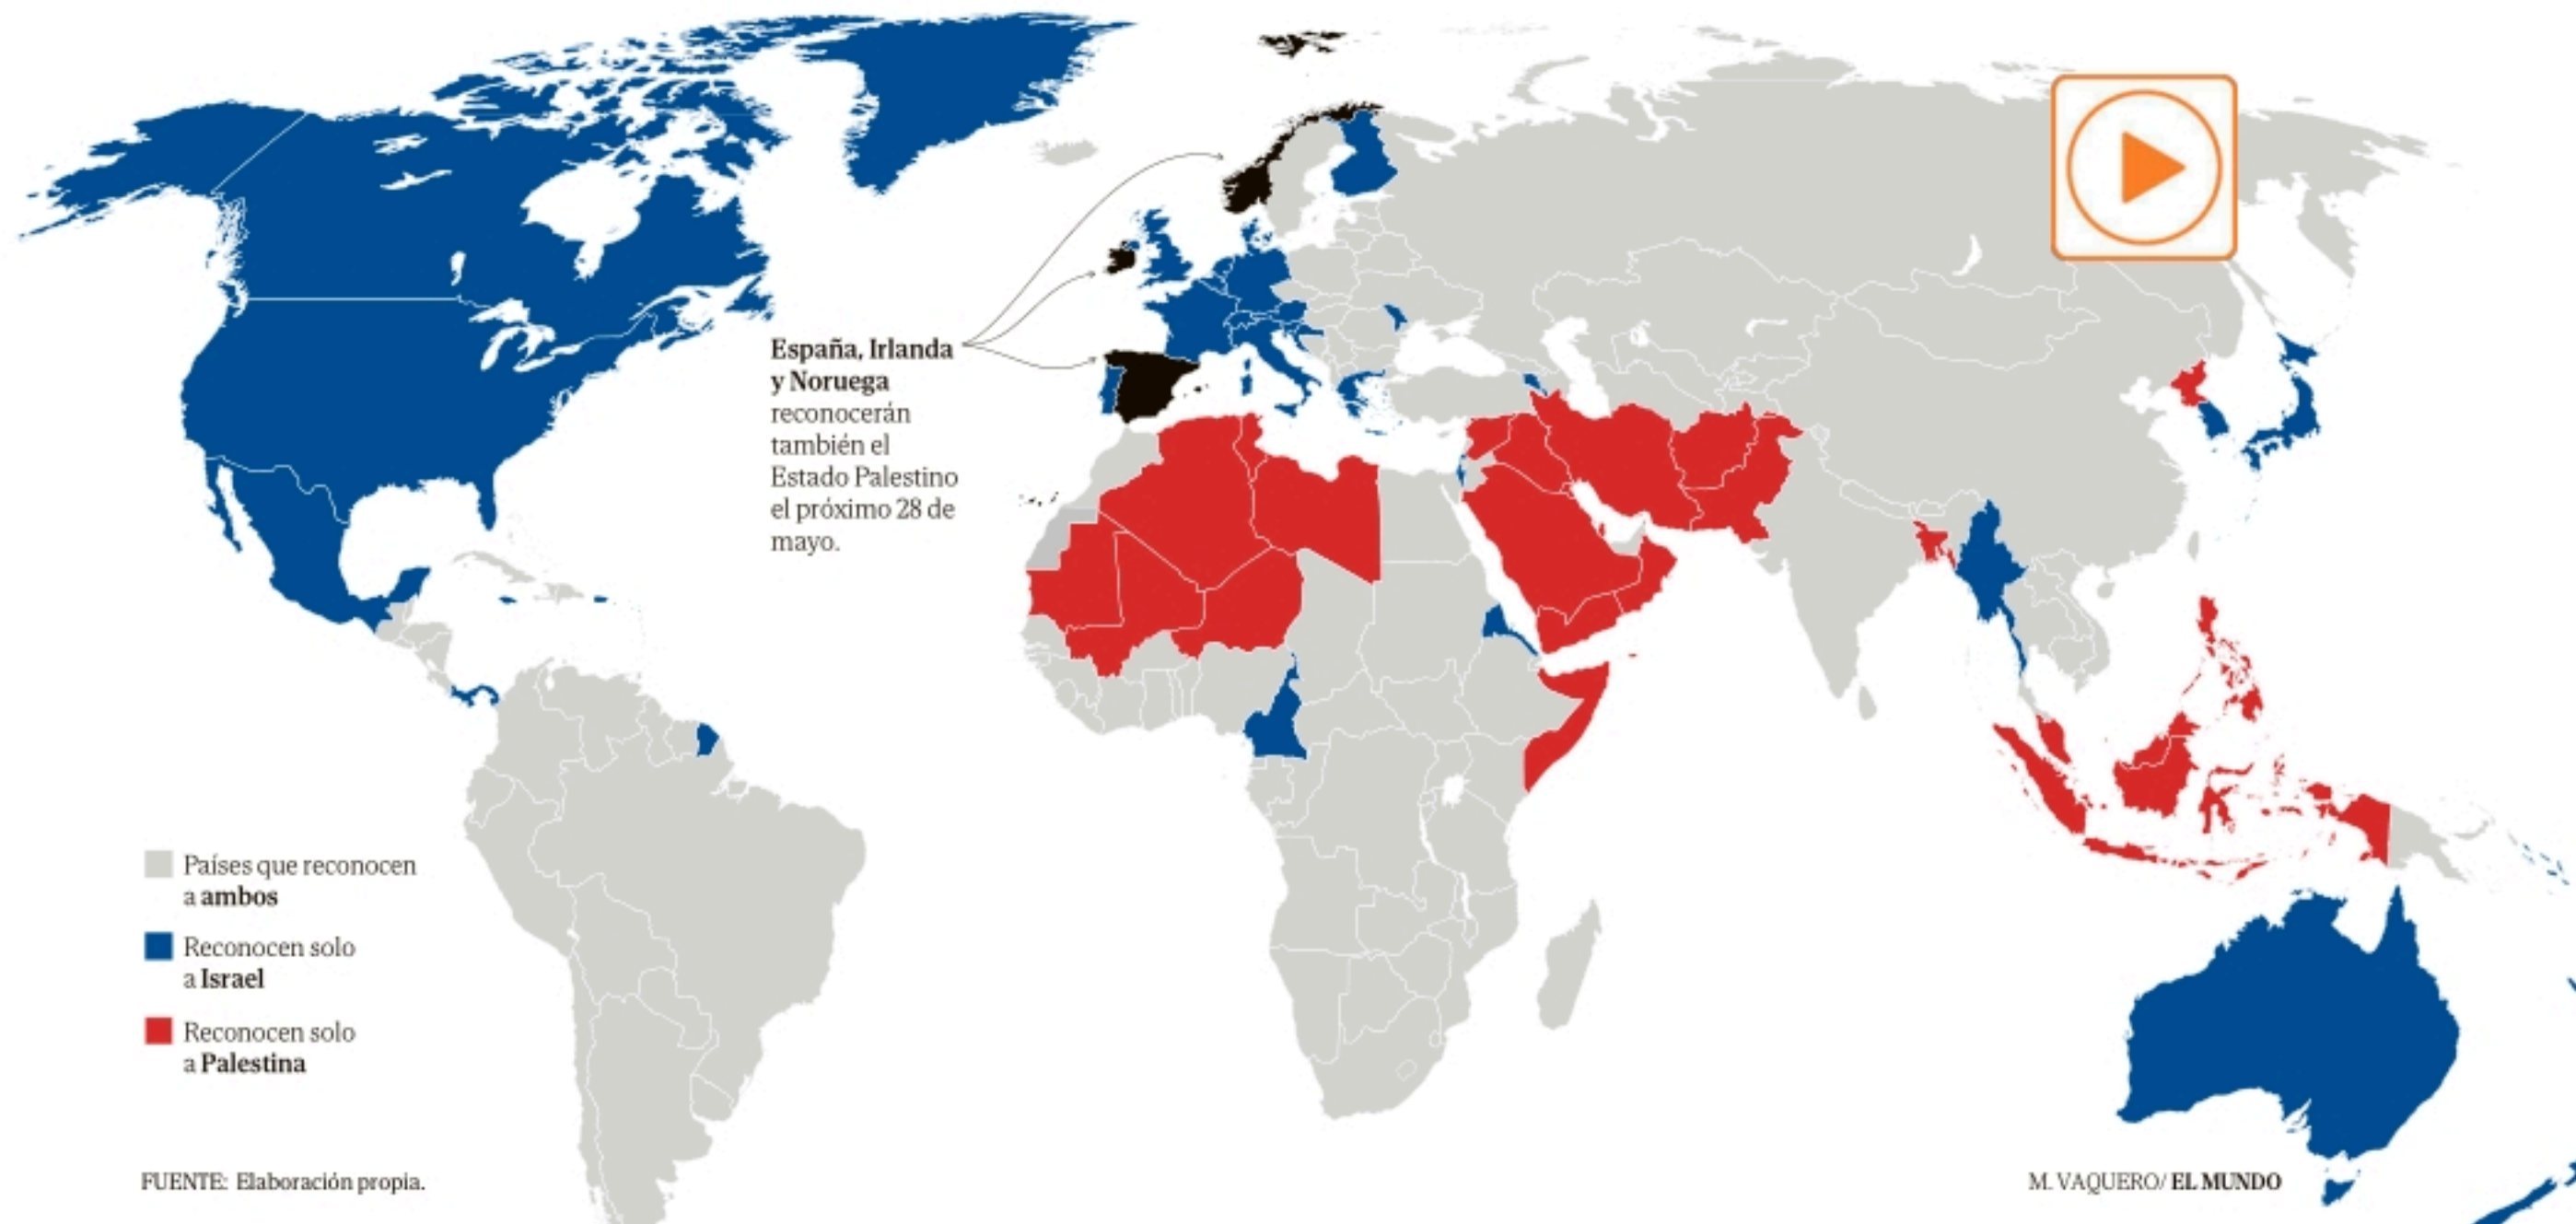 España, Irlanda
y Noruega
reconocerán
también el
Estado Palestino
el próximo 28 de
mayo.
Países que reconocen
a ambos
Reconocen solo
a Israel
Reconocen solo
a Palestina
FUENTE: Elaboración propia.
M. VAQUERO/ EL MUNDO